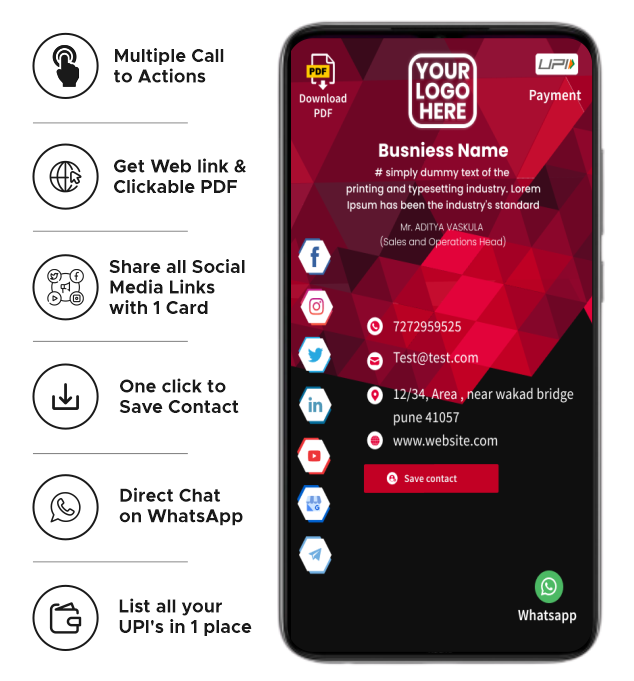 Multiple Call
to Actions
Get Web link &
Clickable PDF
Share all Social
Media Links
with 1 Card
One click to
Save Contact
Direct Chat
on WhatsApp
List all your
UPI's in 1 place
PDF
Download
PDF
YOUR
LOGO
HERE
UPI
Payment
Busniess Name
# simply dummy text of the
printing and typesetting industry. Lorem
Ipsum has been the industry's standard
Mr. ADITYA VASKULA
(Sales and Operations Head)
f
in
G
7272959525
Test@test.com
12/34, Area , near wakad bridge
pune 41057
www.website.com
Save contact
Whatsapp